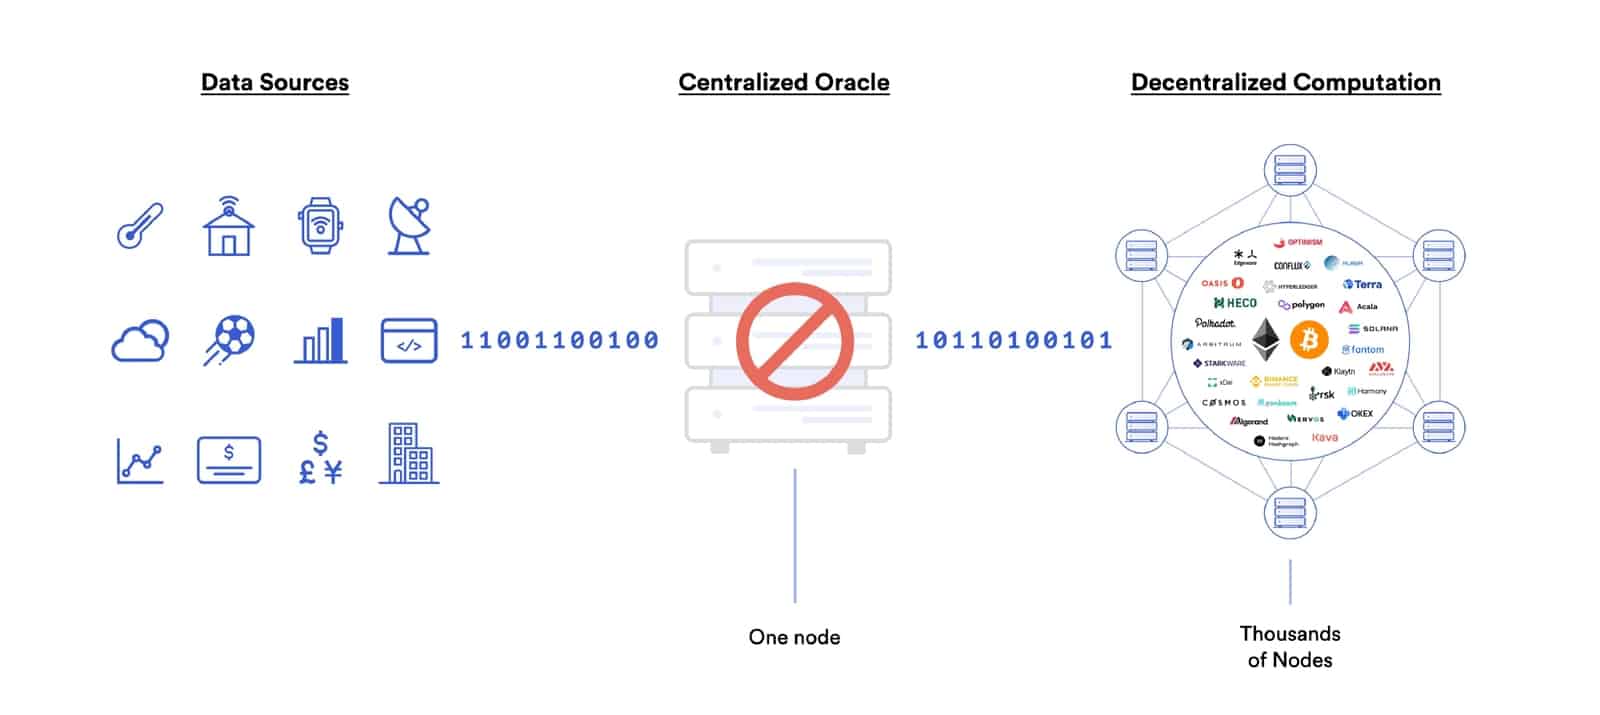 Data Sources
Centralized Oracle
Decentralized Computation
OPTIMISM
Edgeware
CONFLUX
OASIS
HYPERLEDGER
Terra
HECO
polygon
Acala
Polkadot.
SOLANA
ARBITRUM
fantom
STARKWARE
Klaytn
AVALANCHE
xDai
BINANCE
SMART CHAIN
rsk
Harmony
COSMOS
Algorand
NERVOS
OKEX
Hedera
Hashgraph
Kava
</>
$
$
£ ¥
11001100100
10110100101
One node
Thousands
of Nodes